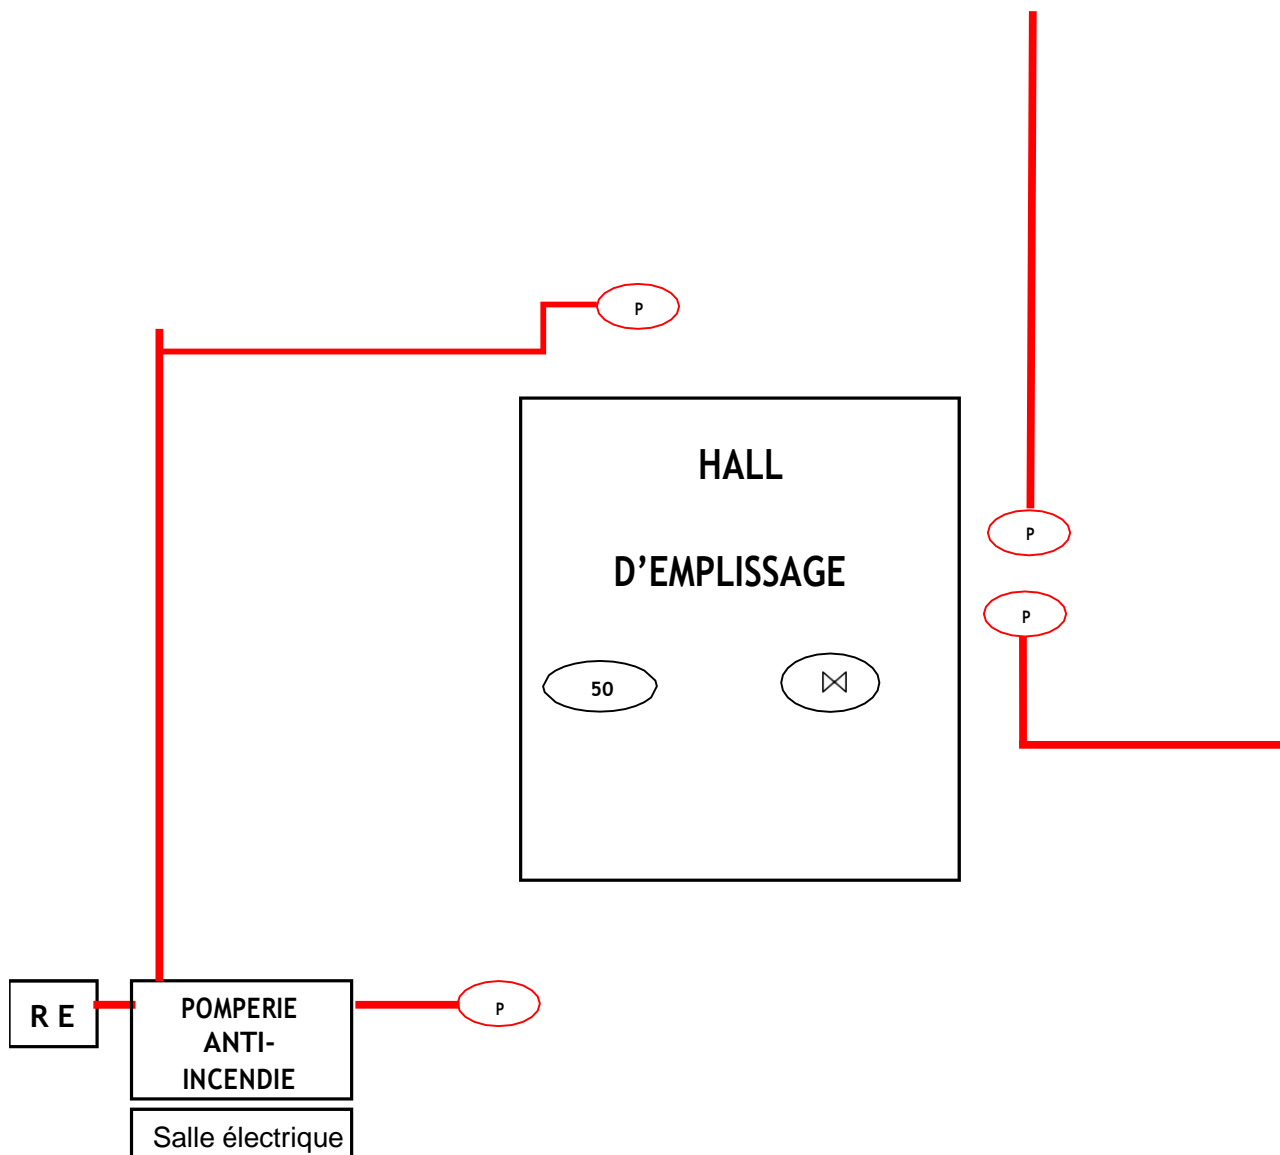 P
HALL
P
D’EMPLISSAGE
P
50
R E
POMPERIE
ANTI-
INCENDIE
P
Salle électrique